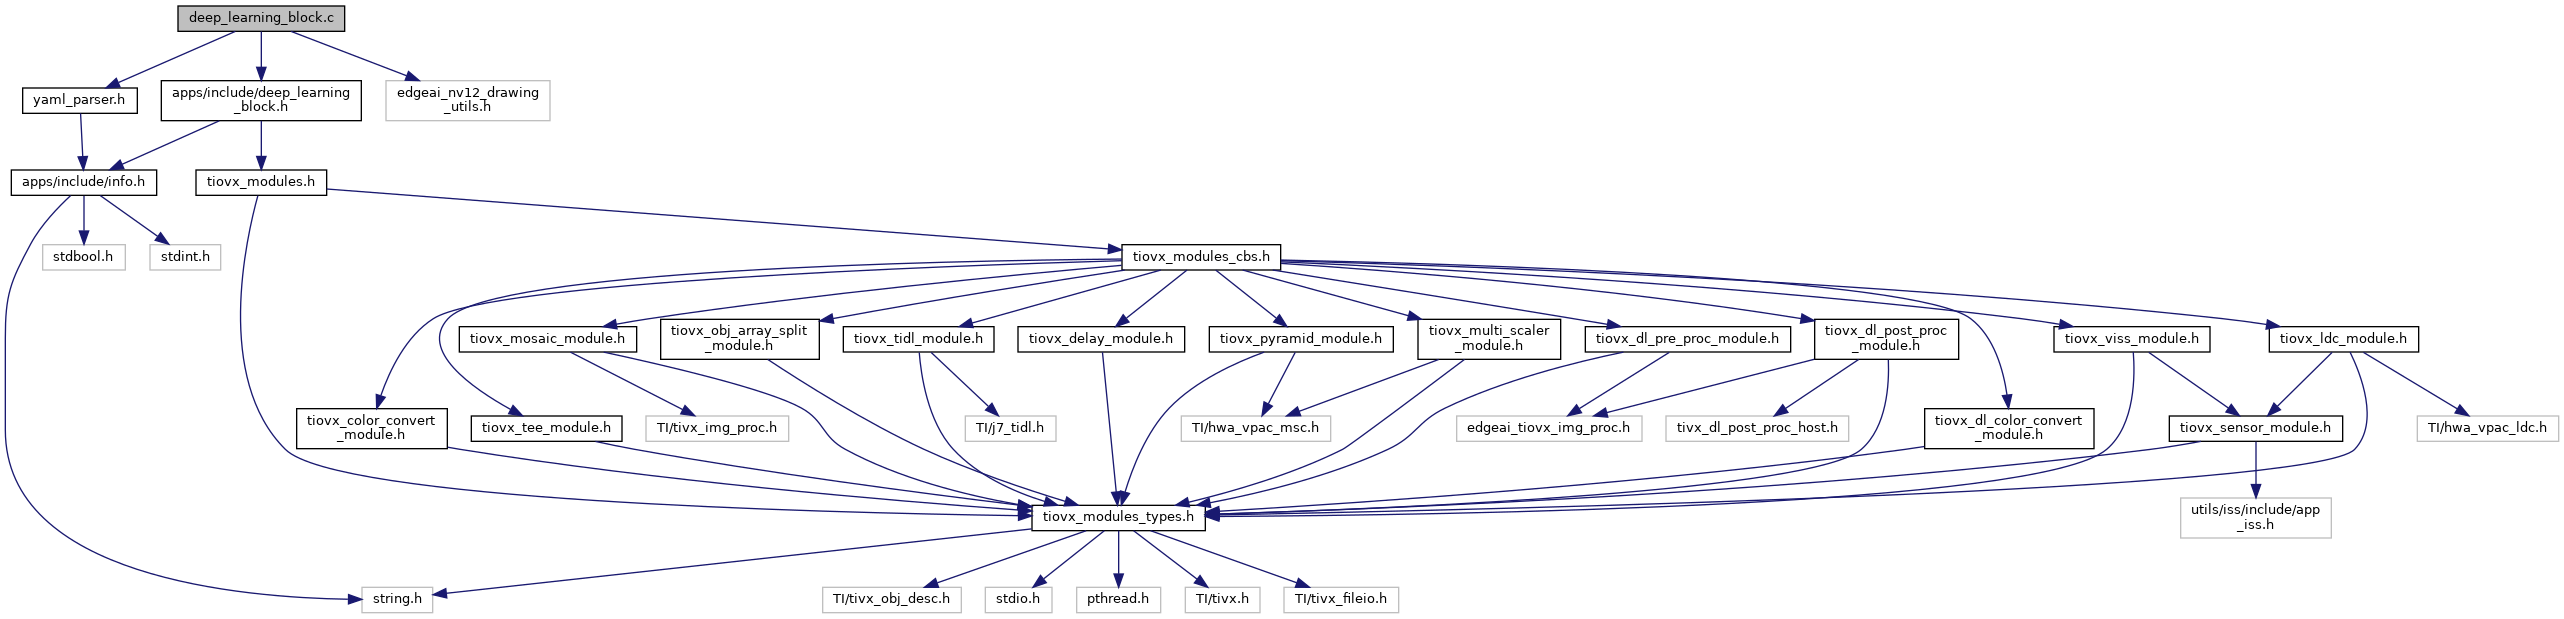 deep_learning_block.c
yaml_parser.h
apps/include/deep_learning
_block.h
edgeai_nv12_drawing
_utils.h
apps/include/info.h
tiovx_modules.h
stdbool.h
stdint.h
tiovx_modules_cbs.h
tiovx_mosaic_module.h
tiovx_obj_array_split
_module.h
tiovx_tidl_module.h
tiovx_delay_module.h
tiovx_pyramid_module.h
tiovx_multi_scaler
_module.h
tiovx_dl_pre_proc_module.h
tiovx_dl_post_proc
_module.h
tiovx_viss_module.h
tiovx_ldc_module.h
tiovx_color_convert
_module.h
tiovx_tee_module.h
TI/tivx_img_proc.h
TI/j7_tidl.h
TI/hwa_vpac_msc.h
edgeai_tiovx_img_proc.h
tivx_dl_post_proc_host.h
tiovx_dl_color_convert
_module.h
tiovx_sensor_module.h
TI/hwa_vpac_ldc.h
tiovx_modules_types.h
utils/iss/include/app
_iss.h
string.h
TI/tivx_obj_desc.h
stdio.h
pthread.h
TI/tivx.h
TI/tivx_fileio.h